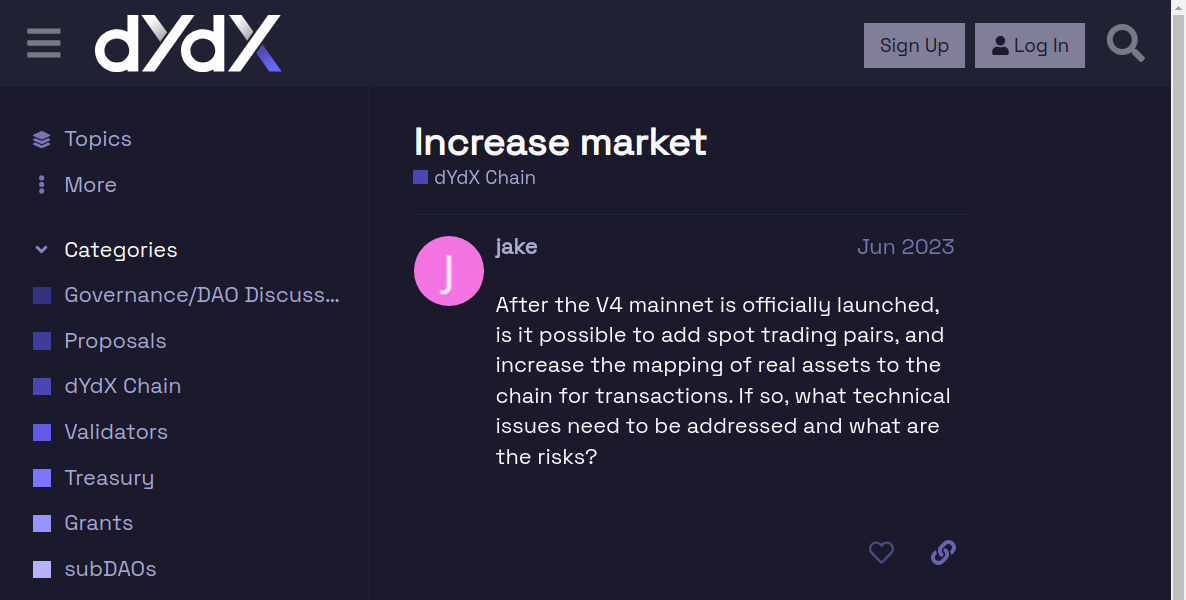 dYdX
Sign Up
Log In
Topics
More
Categories
Governance/DAO Discuss...
Proposals
dYdX Chain
Validators
Treasury
Grants
subDAOs
Increase market
dYdX Chain
J
jake
Jun 2023
After the V4 mainnet is officially launched,
is it possible to add spot trading pairs, and
increase the mapping of real assets to the
chain for transactions. If so, what technical
issues need to be addressed and what are
the risks?